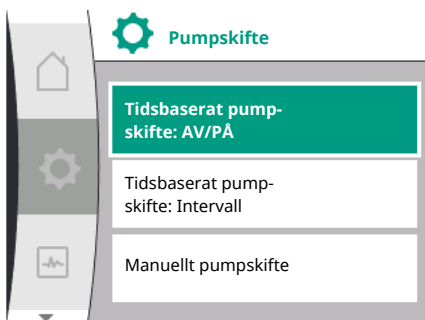 Pumpskifte
Tidsbaserat pump-
skifte: AV/PÅ
Tidsbaserat pump-
skifte: Intervall
Manuellt pumpskifte